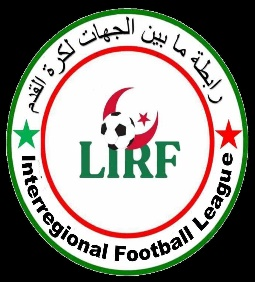 رابطة ما بين الجهات لكرة القدم
LIRF
Interregional Football League